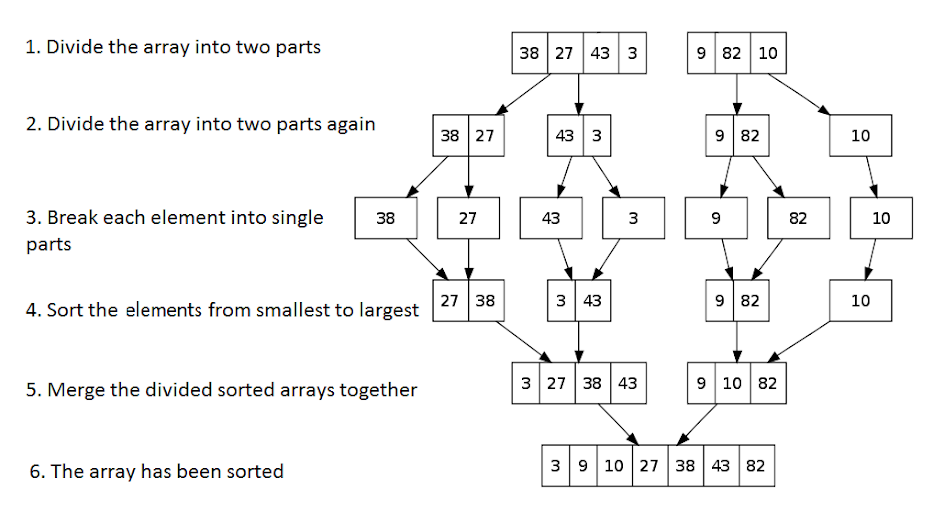 1. Divide the array into two parts
38 27 43 3
9 82 10
2. Divide the array into two parts again
38 27
43 3
9 82
10
3. Break each element into single
parts
38
27
43
3
9
82
10
4. Sort the elements from smallest to largest
27 38
3 43
9 82
10
5. Merge the divided sorted arrays together
3 27 38 43
9 10 82
6. The array has been sorted
3 9 10 27 38 43 82